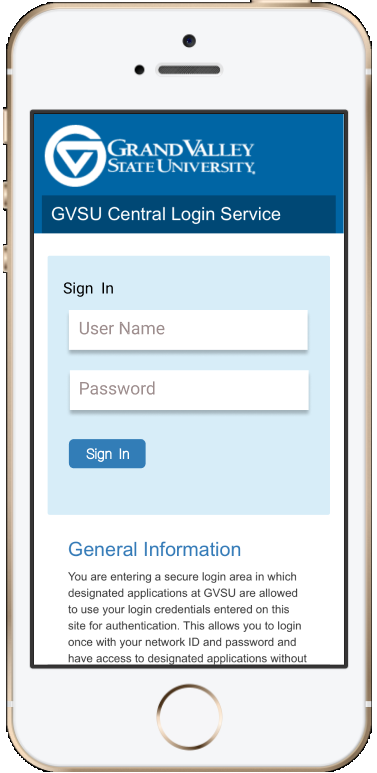 GRAND VALLEY
STATE UNIVERSITY
GVSU Central Login Service
Sign In
User Name
Password
Sign In
General Information
You are entering a secure login area in which
designated applications at GVSU are allowed
to use your login credentials entered on this
site for authentication. This allows you to login
once with your network ID and password and
have access to designated applications without